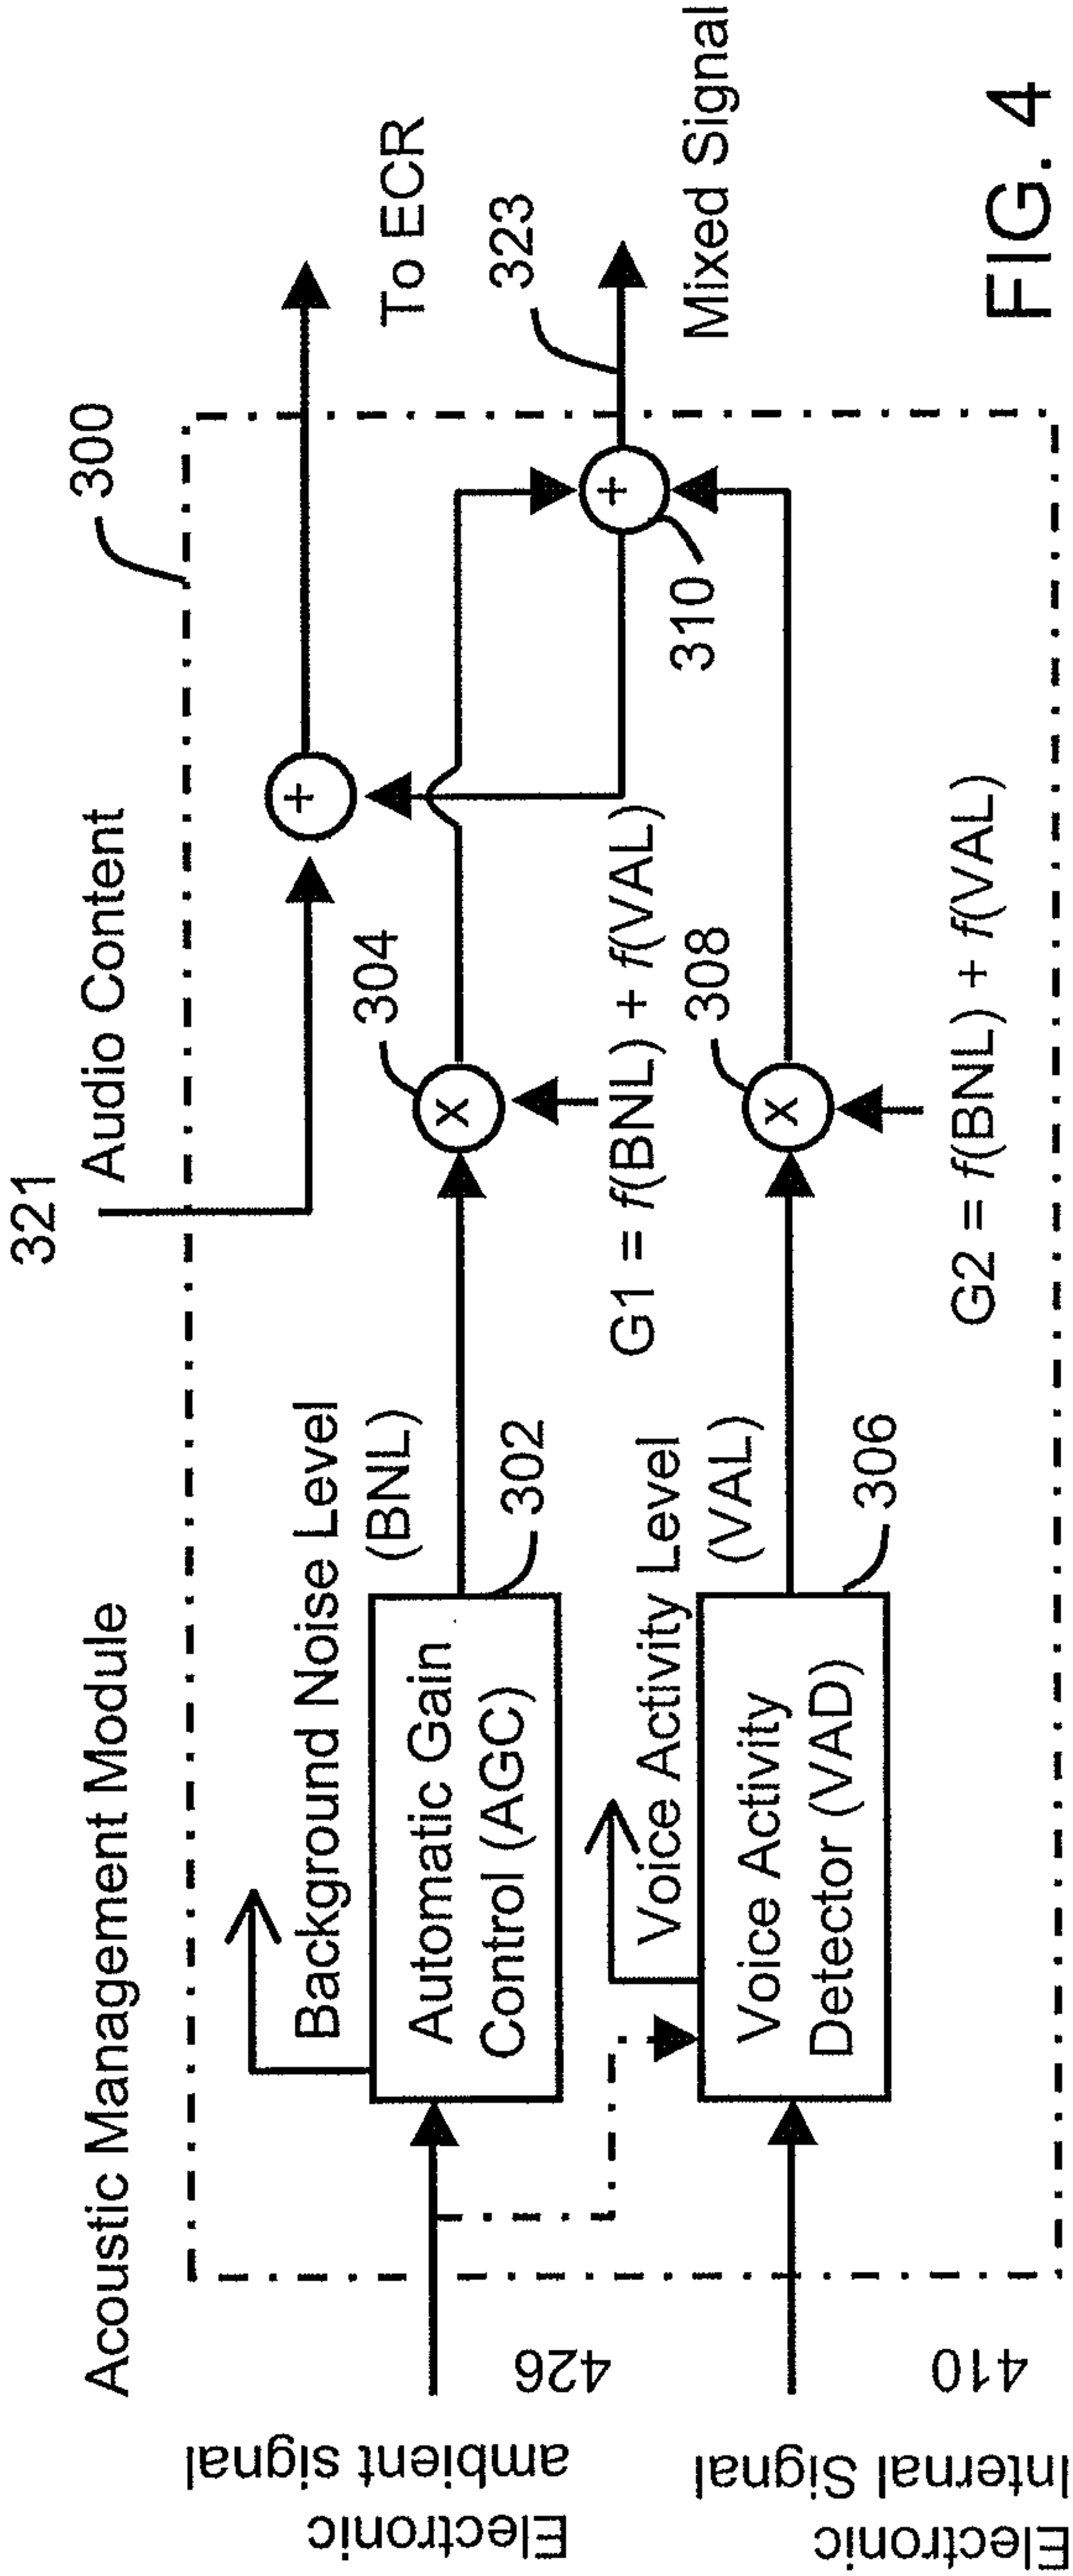 Acoustic Management Module
321
Audio Content
300
To ECR
Background Noise Level
(BNL)
302
304
Automatic Gain
Control (AGC)
G1 = f(BNL) + f(VAL)
323
Mixed Signal
310
Electronic
ambient signal
426
Voice Activity Level
(VAL)
306
308
Voice Activity
Detector (VAD)
G2 = f(BNL) + f(VAL)
Electronic
Internal Signal
410
+
+
X
X
FIG. 4